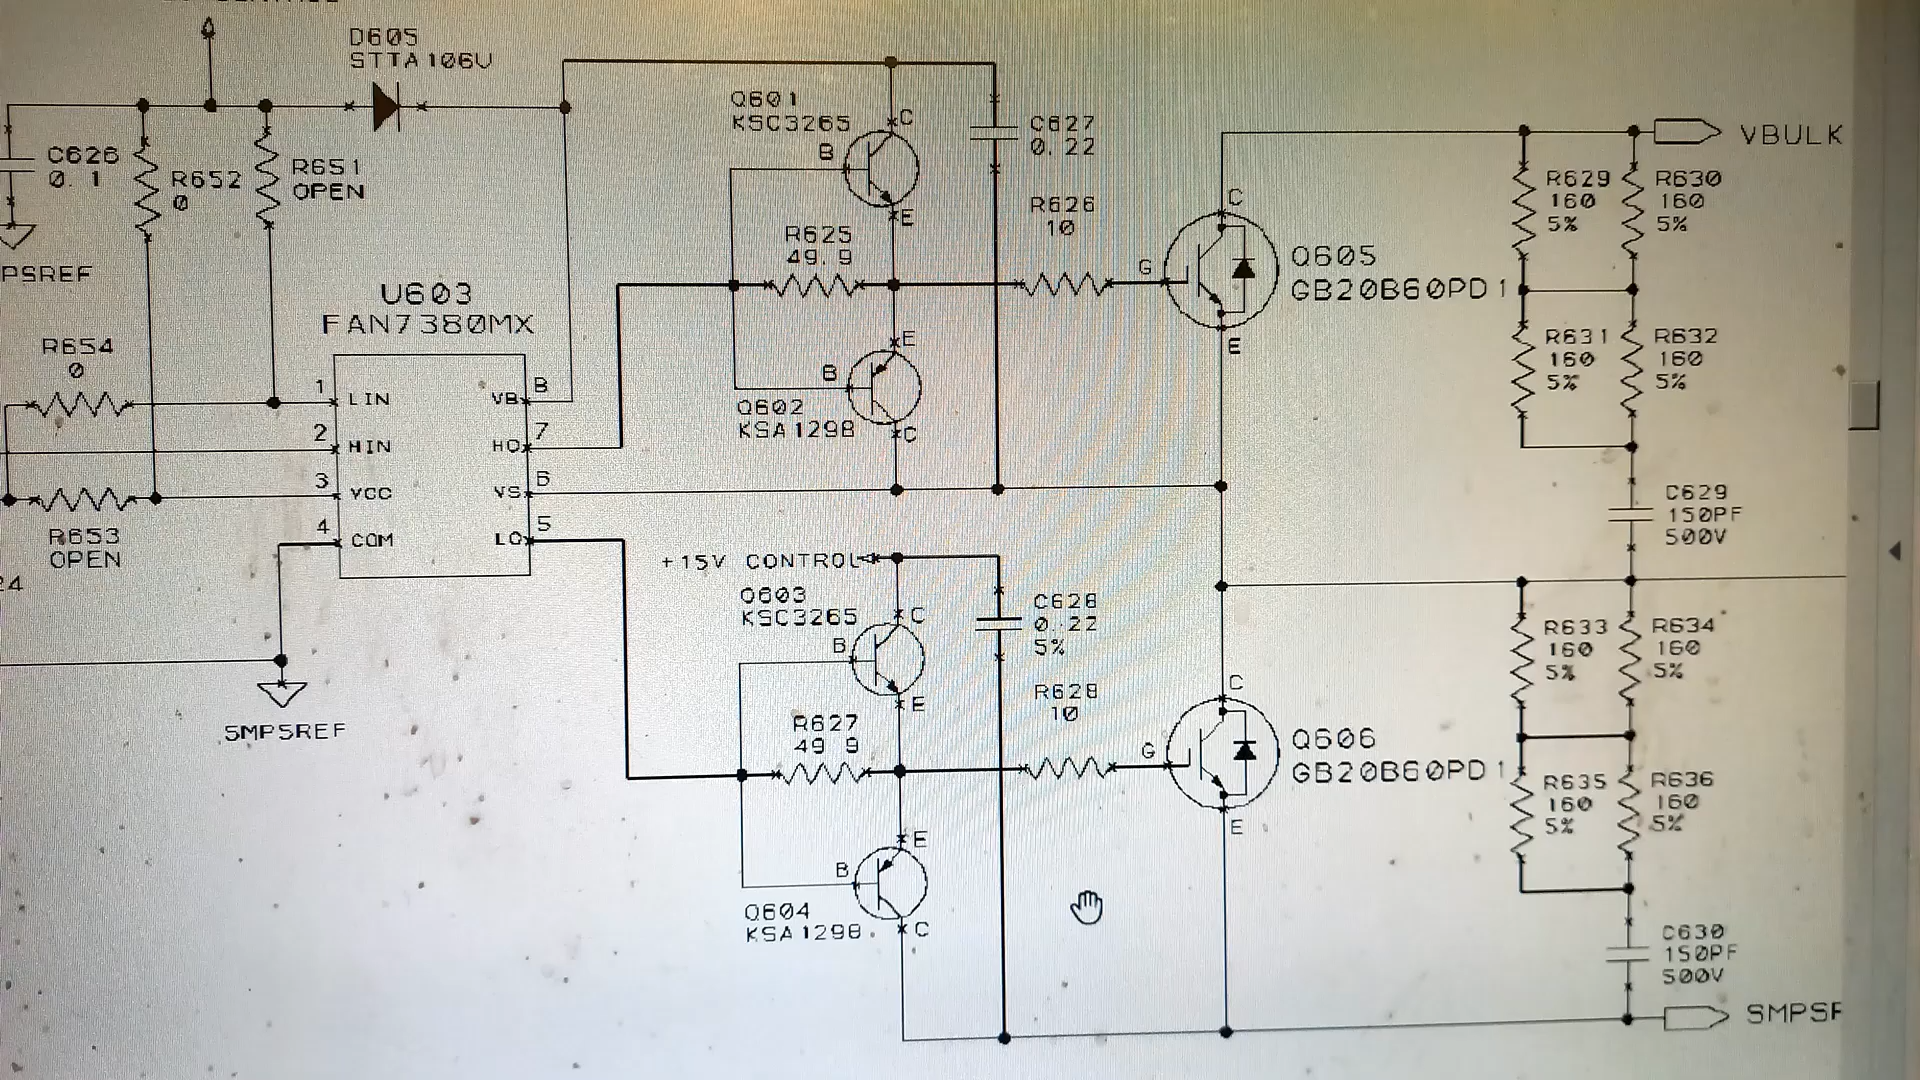 D605
STTA106U
C626
0.1
R652
0
R651
OPEN
PSREF
Q601
KSC3265
B
C
E
C627
0.22
R625
49.9
R626
10
G
C
E
Q605
GB20B60PD1
VBULK
R629
160
5%
R630
160
5%
R631
160
5%
R632
160
5%
U603
FAN7380MX
R654
0
1
LIN
2
HIN
3
VCC
4
COM
VB
8
HO
7
VS
6
LO
5
R653
OPEN
24
SMPSREF
B
E
C
Q602
KSA1298
C629
150PF
500V
+15V CONTROL
Q603
KSC3265
B
C
E
C628
0.22
5%
R627
49.9
R628
10
G
C
E
Q606
GB20B60PD1
R633
160
5%
R634
160
5%
R635
160
5%
R636
160
5%
B
E
C
Q604
KSA1298
C630
150PF
500V